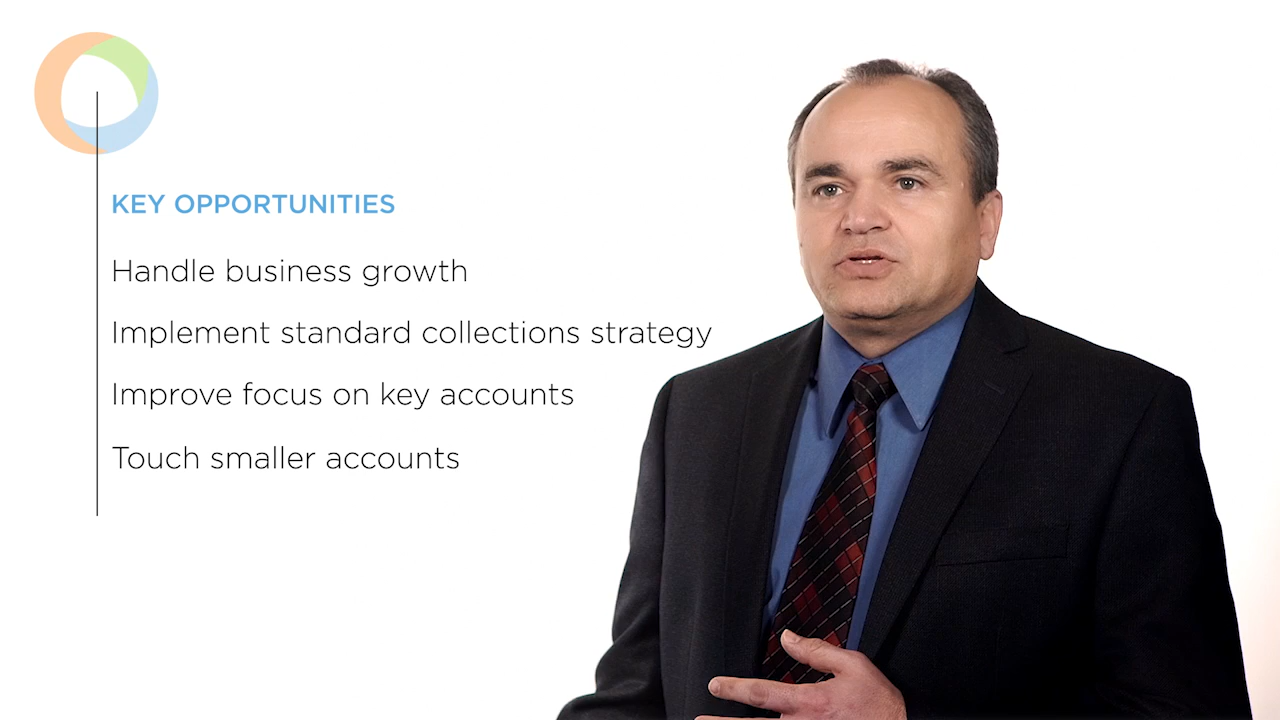 KEY OPPORTUNITIES
Handle business growth
Implement standard collections strategy
Improve focus on key accounts
Touch smaller accounts